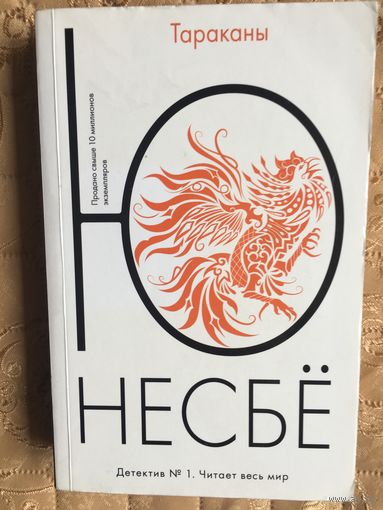 Тараканы
Продано свыше 10 миллионов
экземпляров
Ю
НЕСБЁ
Детектив № 1. Читает весь мир